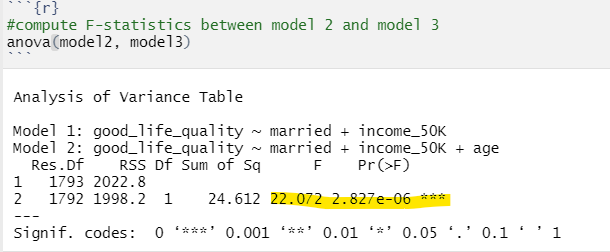 ```{r}
#compute F-statistics between model 2 and model 3
anova(model2, model3)
```
Analysis of Variance Table
Model 1: good_life_quality ~ married + income_50K
Model 2: good_life_quality ~ married + income_50K + age
  Res.Df    RSS Df Sum of Sq      F    Pr(>F)
1   1793 2022.8
2   1792 1998.2  1    24.612 22.072 2.827e-06 ***
---
Signif. codes:  0 ‘***’ 0.001 ‘**’ 0.01 ‘*’ 0.05 ‘.’ 0.1 ‘ ’ 1